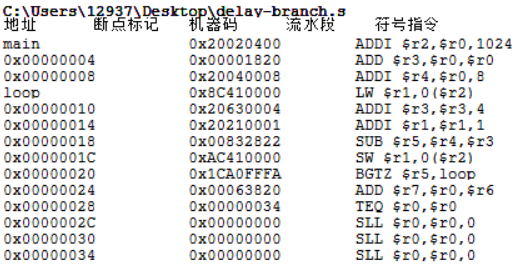 C:\Users\12937\Desktop\delay-branch.s
地址 断点标记 机器码 流水段 符号指令
main 0x20020400 ADDI $r2,$r0,1024
0x00000004 0x00001820 ADD $r3,$r0,$r0
0x00000008 0x20040008 ADDI $r4,$r0,8
loop 0x8C410000 LW $r1,0($r2)
0x00000010 0x20630004 ADDI $r3,$r3,4
0x00000014 0x20210001 ADDI $r1,$r1,1
0x00000018 0x00832822 SUB $r5,$r4,$r3
0x0000001C 0xAC410000 SW $r1,0($r2)
0x00000020 0x1CA0FFFA BGTZ $r5,loop
0x00000024 0x00063820 ADD $r7,$r0,$r6
0x00000028 0x00000034 TEQ $r0,$r0
0x0000002C 0x00000000 SLL $r0,$r0,0
0x00000030 0x00000000 SLL $r0,$r0,0
0x00000034 0x00000000 SLL $r0,$r0,0